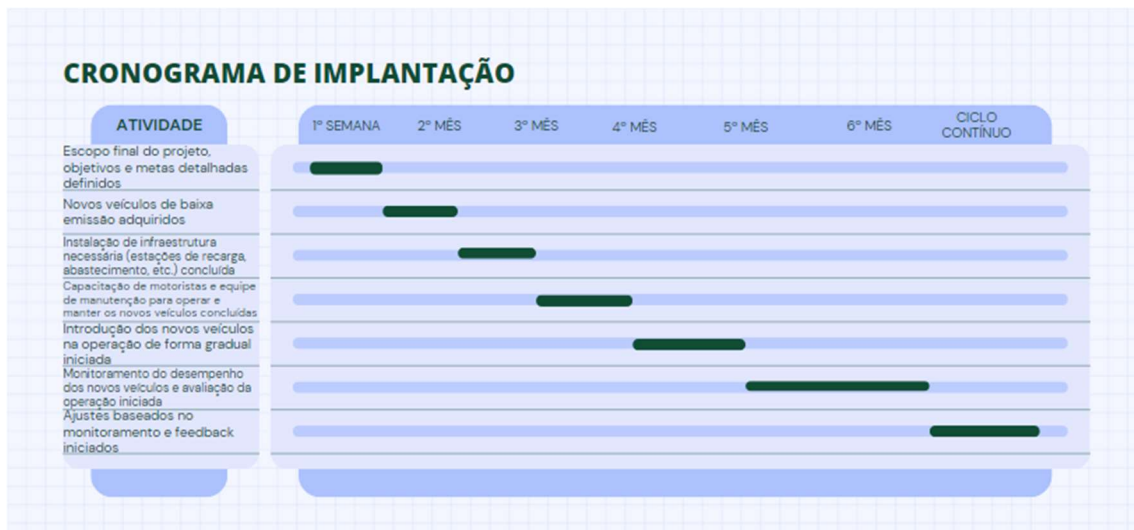 CRONOGRAMA DE IMPLANTAÇÃO
ATIVIDADE
1º SEMANA
2º MÊS
3º MÊS
4º MÊS
5º MÊS
6º MÊS
CICLO
CONTÍNUO
Escopo final do projeto,
objetivos e metas detalhadas
definidos
Novos veículos de baixa
emissão adquiridos
Instalação de infraestrutura
necessária (estações de recarga,
abastecimento, etc.) concluída
Capacitação de motoristas e equipe
de manutenção para operar e
manter os novos veículos concluídas
Introdução dos novos veículos
na operação de forma gradual
iniciada
Monitoramento do desempenho
dos novos veículos e avaliação da
operação iniciada
Ajustes baseados no
monitoramento e feedback
iniciados